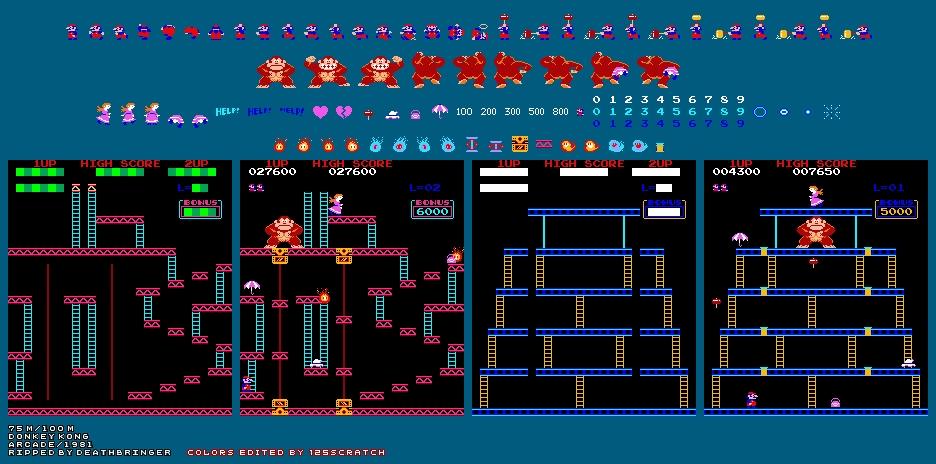 HELP! HELP! HELP! 100 200 300 500 800
0 1 2 3 4 5 6 7 8 9
0 1 2 3 4 5 6 7 8 9
0 1 2 3 4 5 6 7 8 9
1UP HIGH SCORE 2UP
L=
BONUS
1UP HIGH SCORE
027600 027600
L=02
BONUS
6000
1UP HIGH SCORE 2UP
L=
BONUS
1UP HIGH SCORE
004300 007650
L=01
BONUS
5000
75M/100M
DONKEY KONG
ARCADE/1981
RIPPED BY DEATHBRINGER COLORS EDITED BY 125SCRATCH